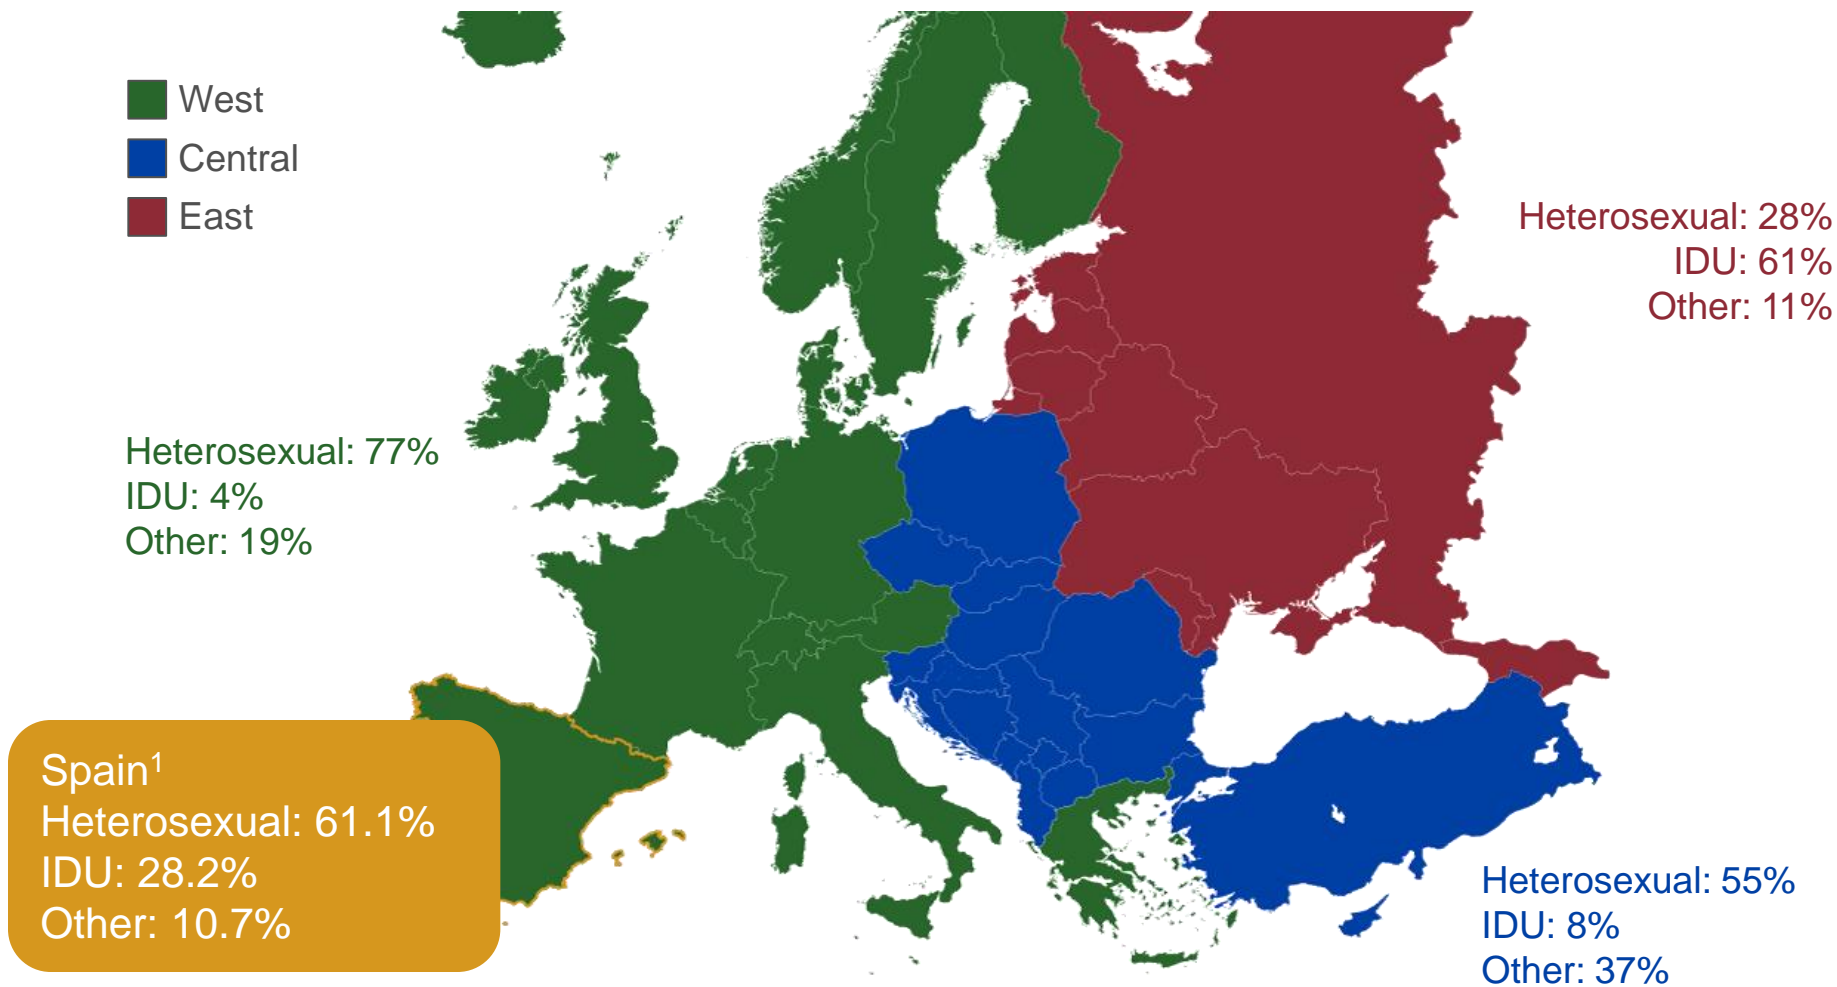 West
Central
East
Heterosexual: 28%
IDU: 61%
Other: 11%
Heterosexual: 77%
IDU: 4%
Other: 19%
Spain¹
Heterosexual: 61.1%
IDU: 28.2%
Other: 10.7%
Heterosexual: 55%
IDU: 8%
Other: 37%